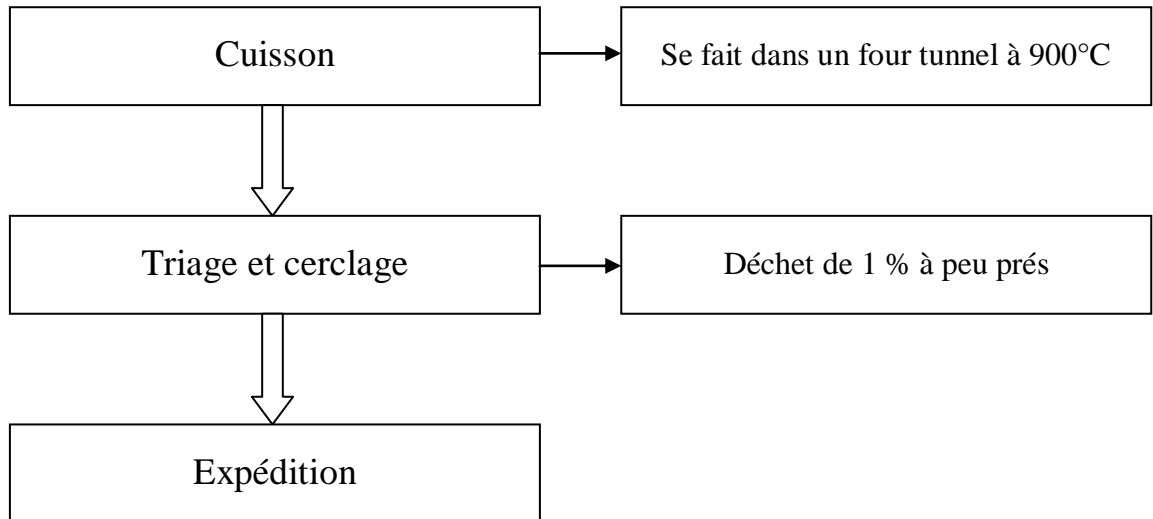 Cuisson
Se fait dans un four tunnel à 900°C
Triage et cerclage
Déchet de 1 % à peu prés
Expédition